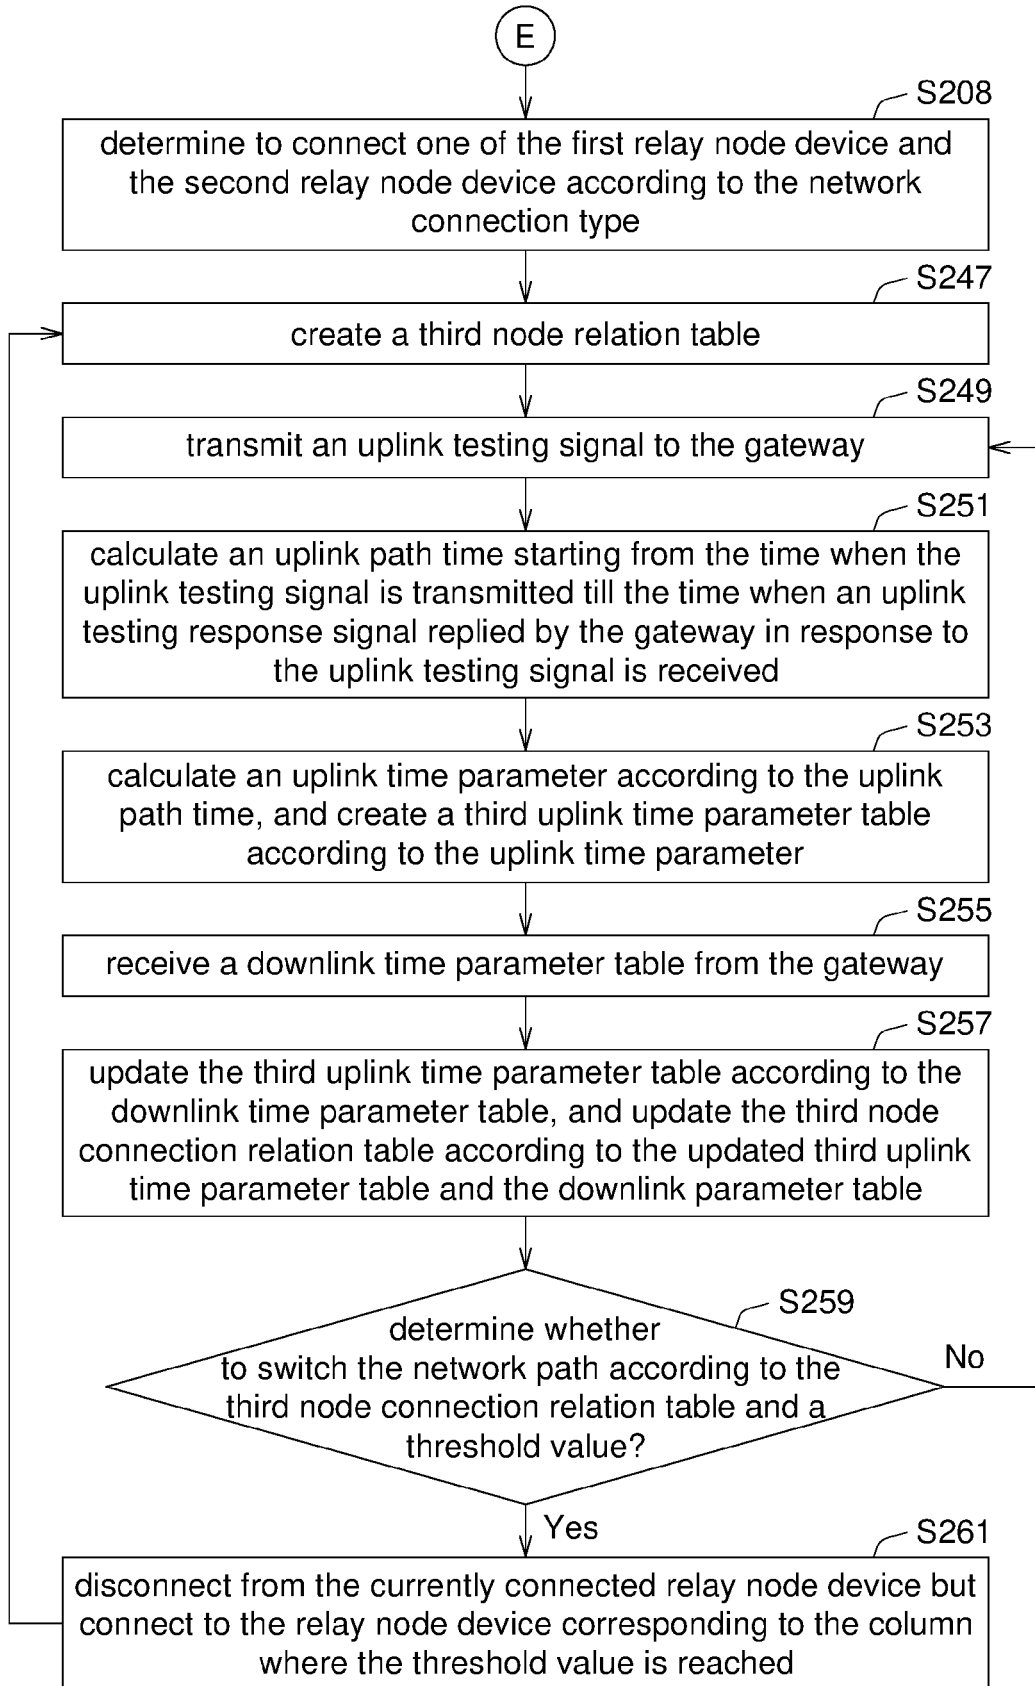 E
S208
determine to connect one of the first relay node device and
the second relay node device according to the network
connection type
S247
create a third node relation table
S249
transmit an uplink testing signal to the gateway
S251
calculate an uplink path time starting from the time when the
uplink testing signal is transmitted till the time when an uplink
testing response signal replied by the gateway in response to
the uplink testing signal is received
S253
calculate an uplink time parameter according to the uplink
path time, and create a third uplink time parameter table
according to the uplink time parameter
S255
receive a downlink time parameter table from the gateway
S257
update the third uplink time parameter table according to the
downlink time parameter table, and update the third node
connection relation table according to the updated third uplink
time parameter table and the downlink parameter table
S259
determine whether
to switch the network path according to the
third node connection relation table and a
threshold value?
No
Yes
S261
disconnect from the currently connected relay node device but
connect to the relay node device corresponding to the column
where the threshold value is reached